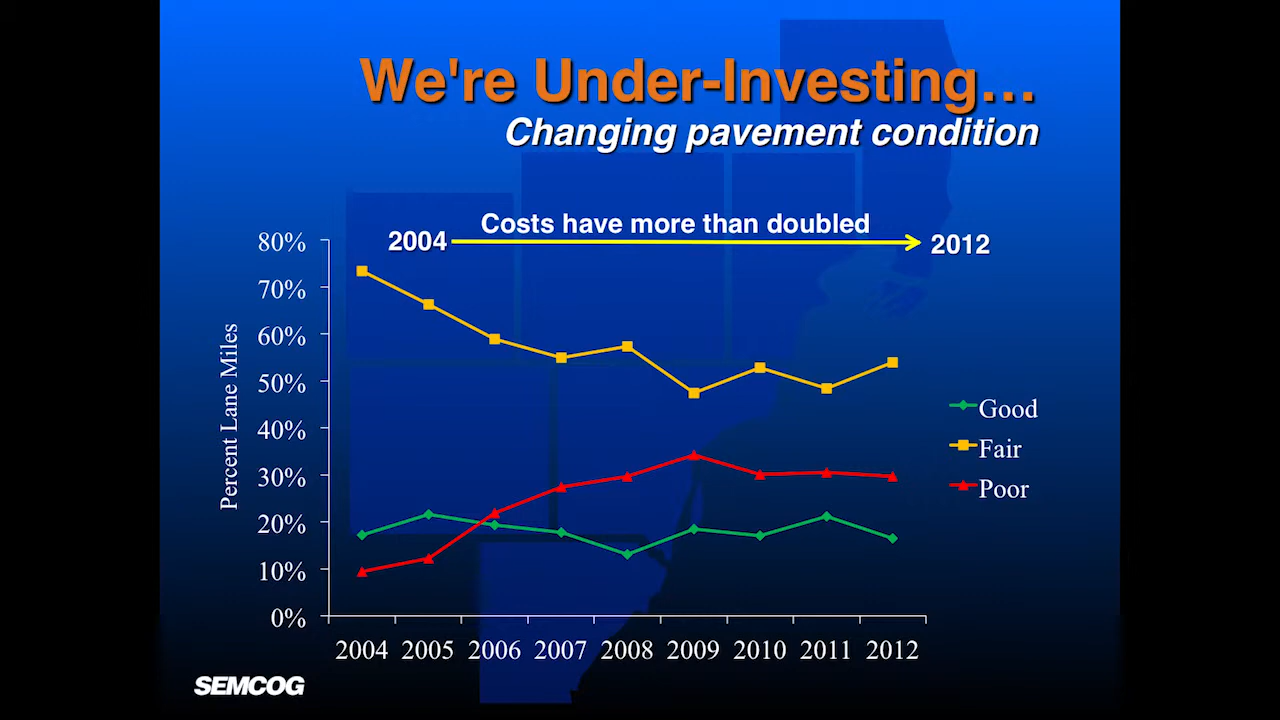 We're Under-Investing…
Changing pavement condition
Costs have more than doubled
2004
2012
80%
70%
60%
50%
40%
30%
20%
10%
0%
Percent Lane Miles
Good
Fair
Poor
2004 2005 2006 2007 2008 2009 2010 2011 2012
SEMCOG